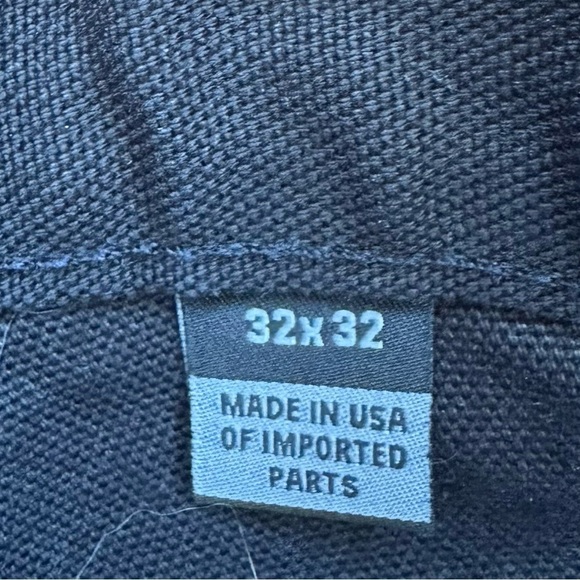 32x32
MADE IN USA
OF IMPORTED
PARTS